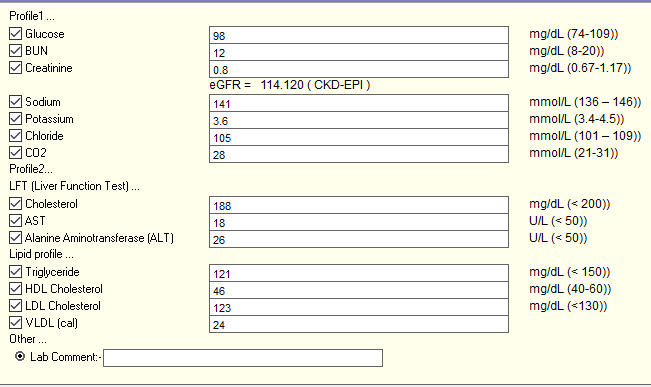 Profile1 ...
Glucose 98 mg/dL (74-109))
BUN 12 mg/dL (8-20))
Creatinine 0.8 mg/dL (0.67-1.17))
eGFR = 114.120 ( CKD-EPI )
Sodium 141 mmol/L (136 – 146))
Potassium 3.6 mmol/L (3.4-4.5))
Chloride 105 mmol/L (101 – 109))
CO2 28 mmol/L (21-31))
Profile2...
LFT (Liver Function Test) ...
Cholesterol 188 mg/dL (< 200))
AST 18 U/L (< 50))
Alanine Aminotransferase (ALT) 26 U/L (< 50))
Lipid profile ...
Triglyceride 121 mg/dL (< 150))
HDL Cholesterol 46 mg/dL (40-60))
LDL Cholesterol 123 mg/dL (<130))
VLDL (cal) 24
Other ...
Lab Comment:-